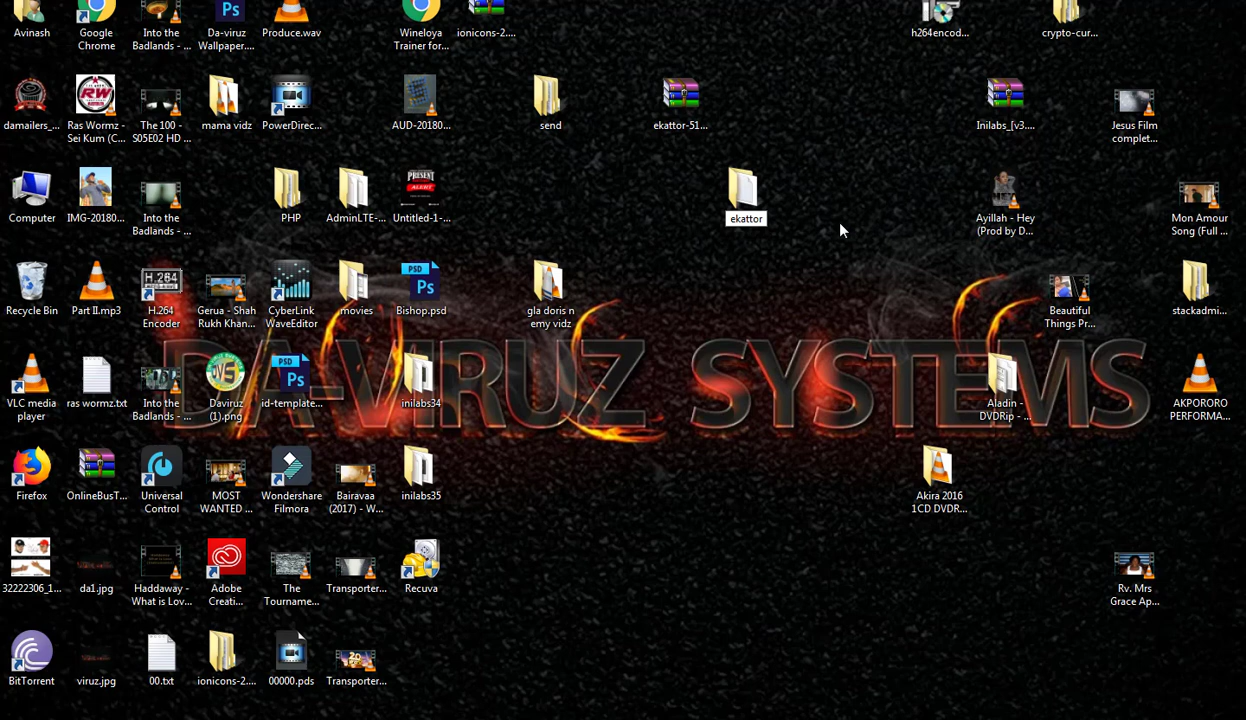 Avinash
Google
Chrome
Into the
Badlands - ...
Da-viruz
Wallpaper....
Produce.wav
Wineloya
Trainer for...
ionicons-2....
h264encod...
crypto-cur...
damailers_...
Ras Wormz -
Sei Kum (C...
The 100 -
S05E02 HD ...
mama vidz
PowerDirec...
AUD-20180...
send
ekattor-51...
Inilabs_[v3....
Jesus Film
complet...
Computer
IMG-20180...
Into the
Badlands - ...
PHP
AdminLTE-...
PRESENT
ALERT
Untitled-1-...
ekattor
Ayillah - Hey
(Prod by D...
Mon Amour
Song (Full ...
Recycle Bin
Part II.mp3
H.264
Encoder
Gerua - Shah
Rukh Khan...
CyberLink
WaveEditor
movies
Bishop.psd
gla doris n
emy vidz
Beautiful
Things Pr...
stackadmi...
DA-VIRUZ SYSTEMS
VLC media
player
ras wormz.txt
Into the
Badlands - ...
Daviruz
(1).png
id-template...
inilabs34
Aladin -
DVDRip - ...
AKPORORO
PERFORMA...
Firefox
OnlineBusT...
Universal
Control
MOST
WANTED ...
Wondershare
Filmora
Bairavaa
(2017) - W...
inilabs35
Akira 2016
1CD DVDR...
32222306_1...
da1.jpg
Haddaway -
What is Lov...
Adobe
Creati...
The
Tourname...
Transporter...
Recuva
Rv. Mrs
Grace Ap...
BitTorrent
viruz.jpg
00.txt
ionicons-2....
00000.pds
Transporter...